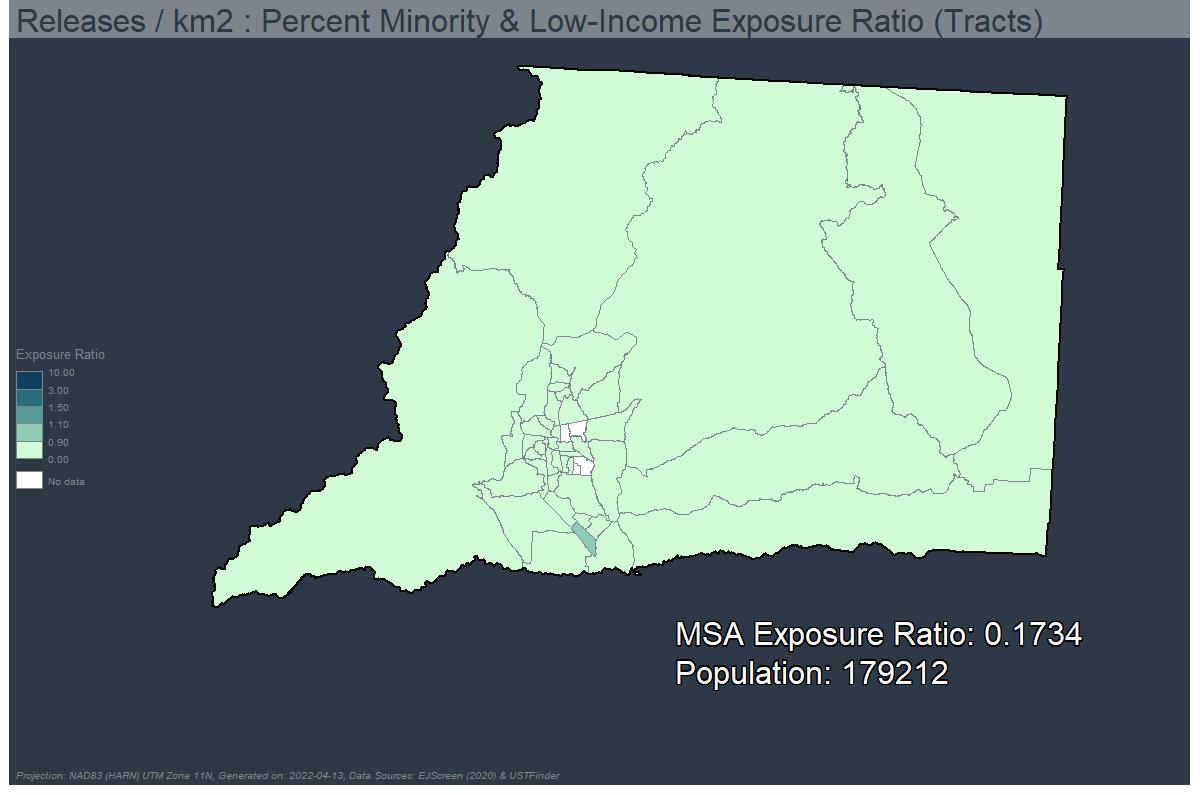 Releases / km2 : Percent Minority & Low-Income Exposure Ratio (Tracts)
Exposure Ratio
10.00
3.00
1.50
1.10
0.90
0.00
No data
MSA Exposure Ratio: 0.1734
Population: 179212
Projection: NAD83 (HARN) UTM Zone 11N, Generated on: 2022-04-13, Data Sources: EJScreen (2020) & USTFinder